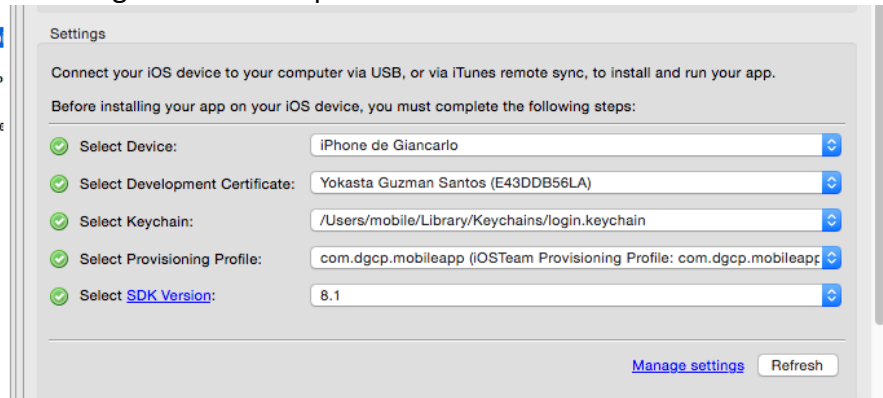 Settings
Connect your iOS device to your computer via USB, or via iTunes remote sync, to install and run your app.
Before installing your app on your iOS device, you must complete the following steps:
Select Device: iPhone de Giancarlo
Select Development Certificate: Yokasta Guzman Santos (E43DDB56LA)
Select Keychain: /Users/mobile/Library/Keychains/login.keychain
Select Provisioning Profile: com.dgcp.mobileapp (iOSTeam Provisioning Profile: com.dgcp.mobileapp
Select SDK Version: 8.1
Manage settings Refresh